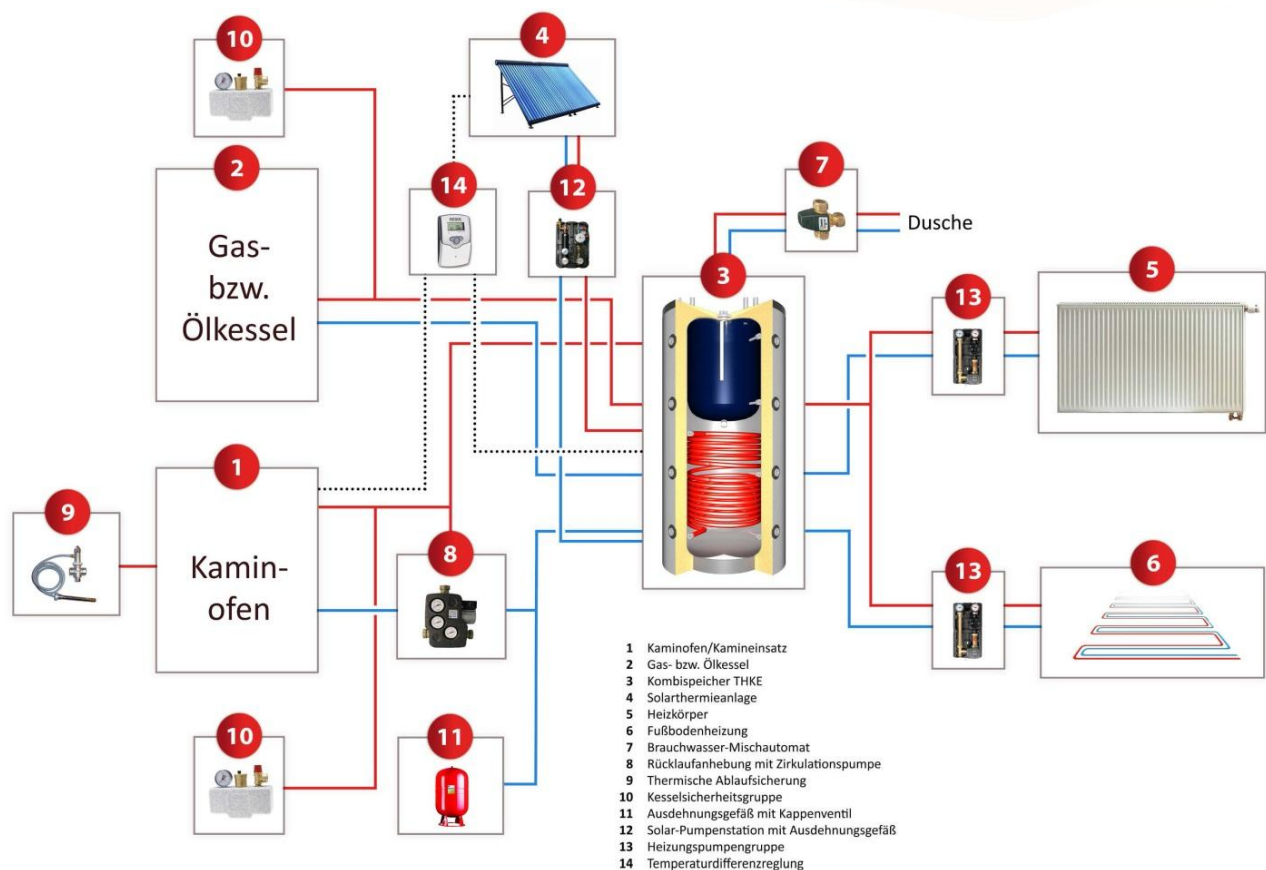 10
4
2
14
12
7
Gas-
bzw.
Ölkessel
Dusche
3
13
5
1
9
Kamin-
ofen
8
13
6
10
11
1 Kaminofen/Kamineinsatz
2 Gas- bzw. Ölkessel
3 Kombispeicher THKE
4 Solarthermieanlage
5 Heizkörper
6 Fußbodenheizung
7 Brauchwasser-Mischautomat
8 Rücklaufanhebung mit Zirkulationspumpe
9 Thermische Ablaufsicherung
10 Kesselsicherheitsgruppe
11 Ausdehnungsgefäß mit Kappenventil
12 Solar-Pumpenstation mit Ausdehnungsgefäß
13 Heizungspumpengruppe
14 Temperaturdifferenzreglung